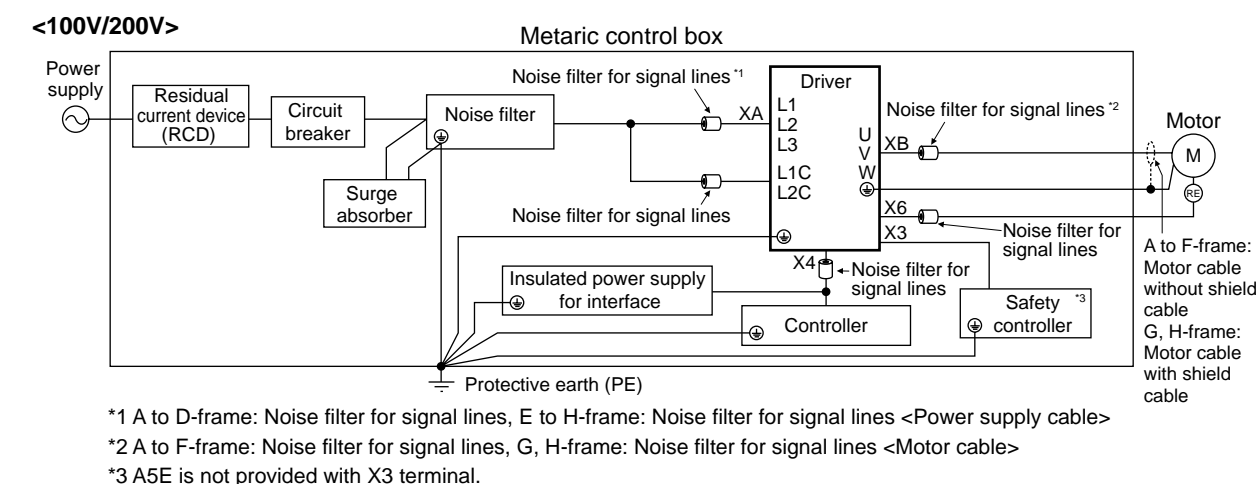 <100V/200V>
Metaric control box
Power
supply
Residual
current device
(RCD)
Circuit
breaker
Surge
absorber
Noise filter
Noise filter for signal lines *1
Noise filter for signal lines
XA
Driver
L1
L2
L3
L1C
L2C
U
V
W
XB
X6
X3
X4
Noise filter for signal lines *2
Noise filter for
signal lines
Noise filter for
signal lines
Motor
M
RE
A to F-frame:
Motor cable
without shield
cable
G, H-frame:
Motor cable
with shield
cable
Insulated power supply
for interface
Controller
Safety *3
controller
Protective earth (PE)
*1 A to D-frame: Noise filter for signal lines, E to H-frame: Noise filter for signal lines <Power supply cable>
*2 A to F-frame: Noise filter for signal lines, G, H-frame: Noise filter for signal lines <Motor cable>
*3 A5E is not provided with X3 terminal.